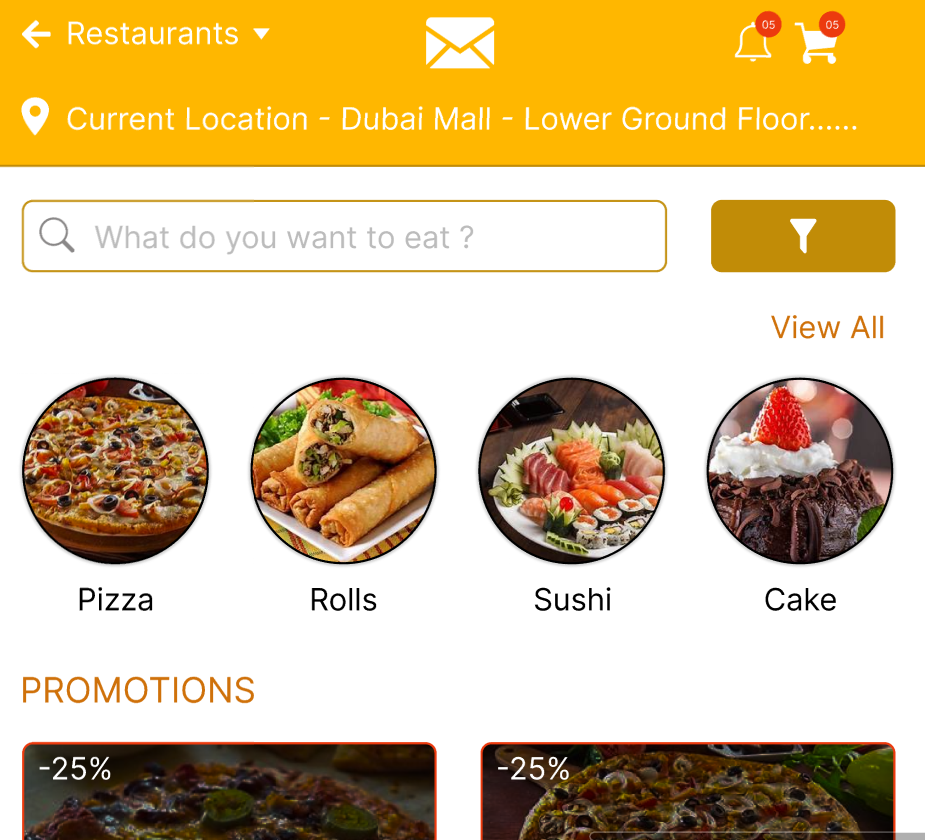 Restaurants
05
05
Current Location - Dubai Mall - Lower Ground Floor......
What do you want to eat ?
View All
Pizza
Rolls
Sushi
Cake
PROMOTIONS
-25%
-25%